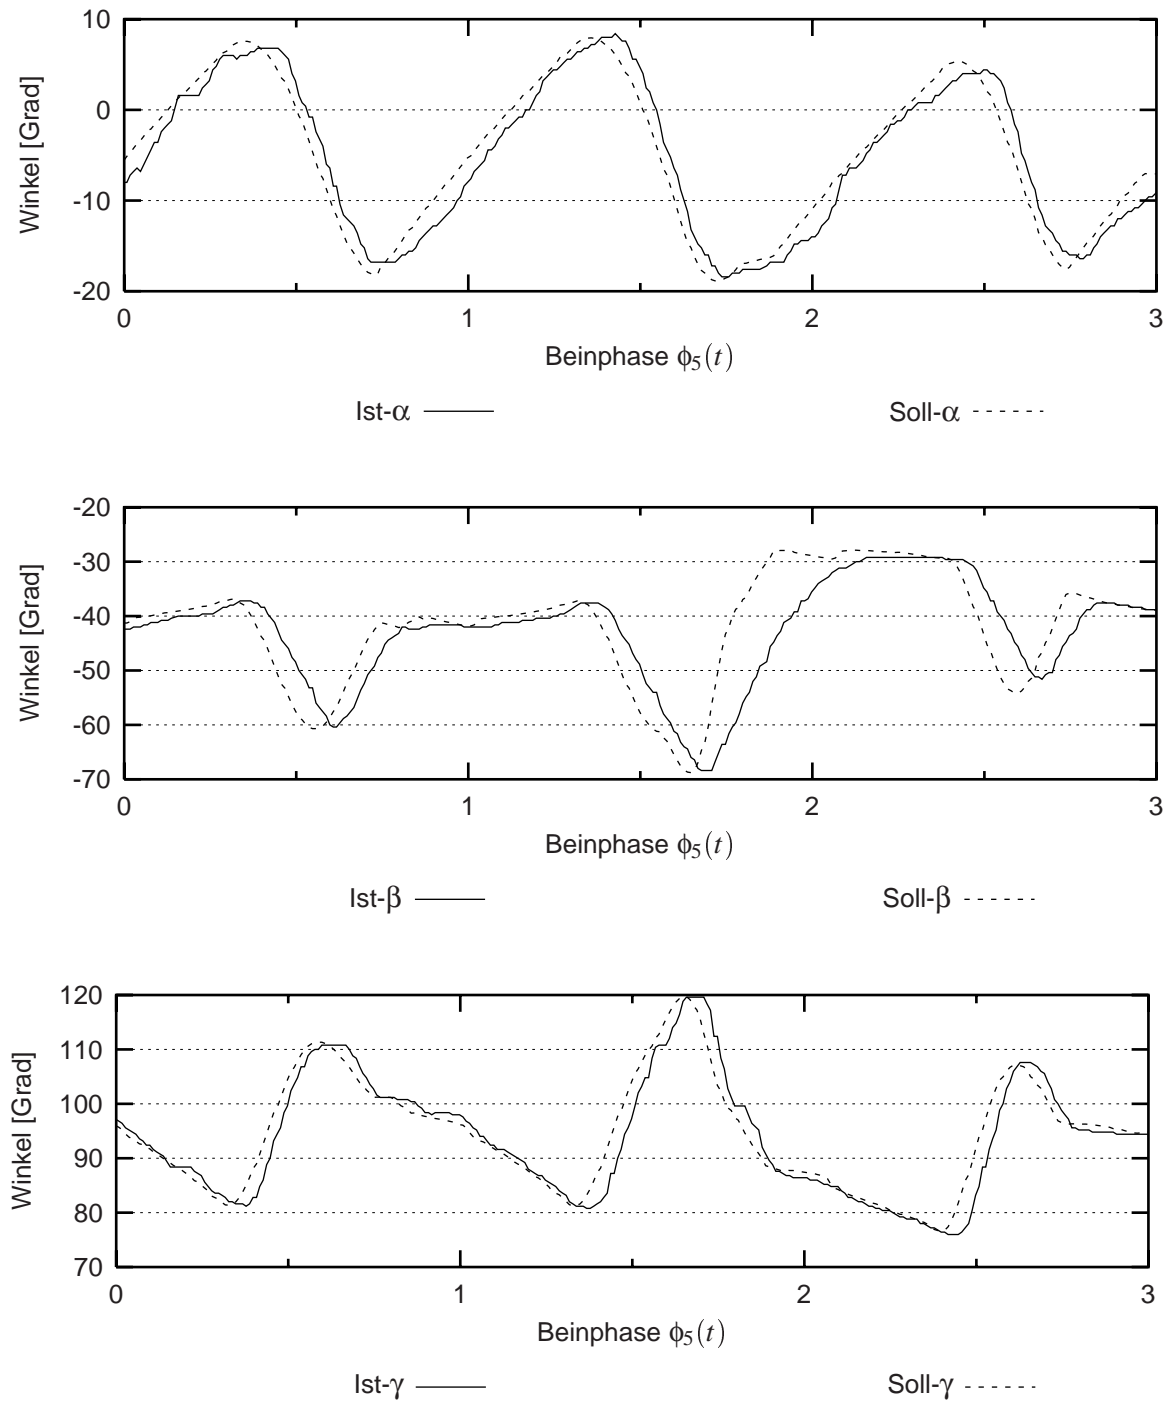 10
0
-10
-20
Winkel [Grad]
0 1 2 3
Beinphase ϕ5(t)
Ist-α Soll-α
-20
-30
-40
-50
-60
-70
Winkel [Grad]
0 1 2 3
Beinphase ϕ5(t)
Ist-β Soll-β
120
110
100
90
80
70
Winkel [Grad]
0 1 2 3
Beinphase ϕ5(t)
Ist-γ Soll-γ